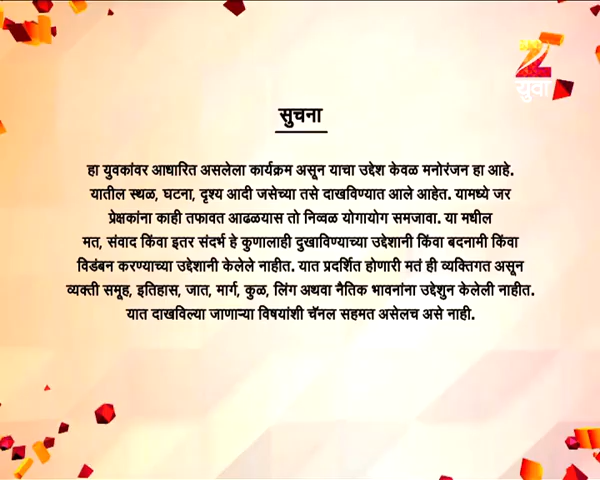 युवा
सुचना
हा युवकांवर आधारित असलेला कार्यक्रम असून याचा उद्देश केवळ मनोरंजन हा आहे.
यातील स्थळ, घटना, दृश्य आदी जसेच्या तसे दाखविण्यात आले आहेत. यामध्ये जर
प्रेक्षकांना काही तफावत आढळयास तो निव्वळ योगायोग समजावा. या मधील
मत, संवाद किंवा इतर संदर्भ हे कुणालाही दुखाविण्याच्या उद्देशानी किंवा बदनामी किंवा
विडंबन करण्याच्या उद्देशानी केलेले नाहीत. यात प्रदर्शित होणारी मतं ही व्यक्तिगत असून
व्यक्ती समूह, इतिहास, जात, मार्ग, कुळ, लिंग अथवा नैतिक भावनांना उद्देशुन केलेली नाहीत.
यात दाखविल्या जाणाऱ्या विषयांशी चॅनल सहमत असेलच असे नाही.